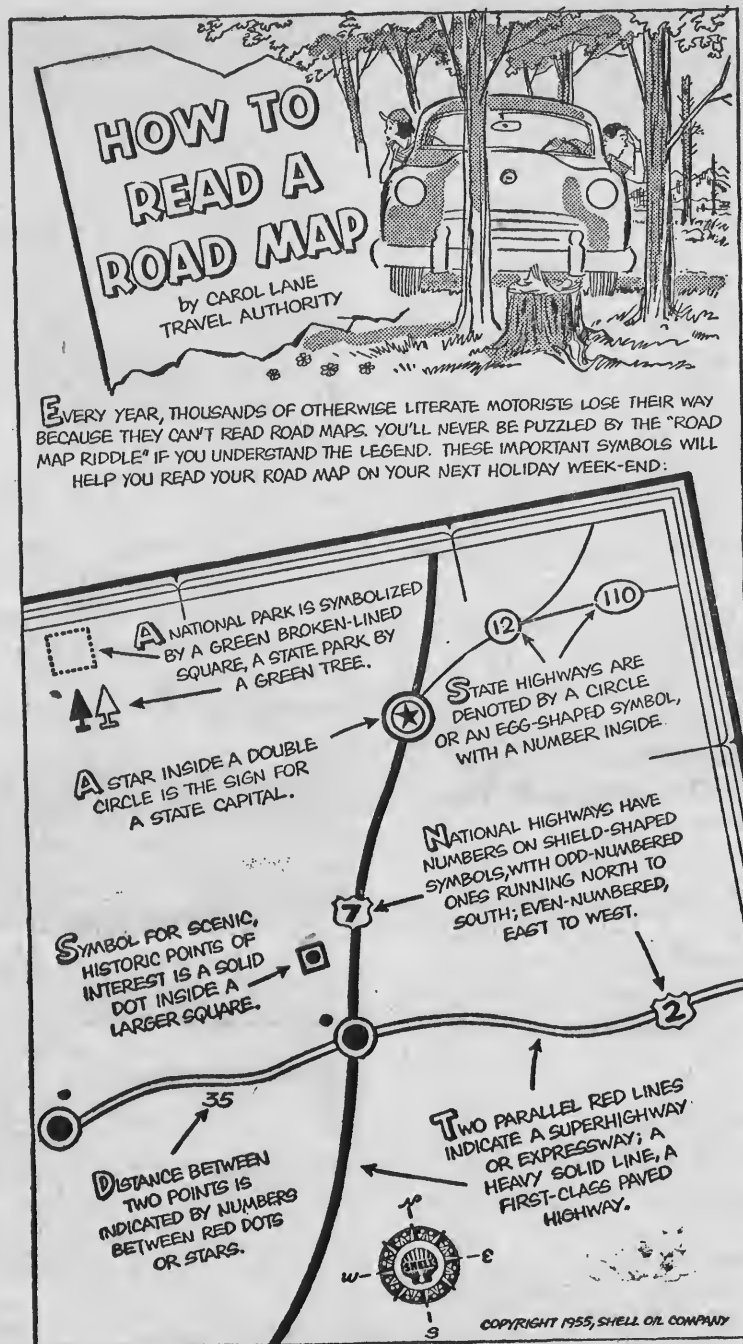 HOW TO
READ A
ROAD MAP
by CAROL LANE
TRAVEL AUTHORITY
EVERY YEAR, THOUSANDS OF OTHERWISE LITERATE MOTORISTS LOSE THEIR WAY
BECAUSE THEY CAN'T READ ROAD MAPS. YOU'LL NEVER BE PUZZLED BY THE "ROAD
MAP RIDDLE" IF YOU UNDERSTAND THE LEGEND. THESE IMPORTANT SYMBOLS WILL
HELP YOU READ YOUR ROAD MAP ON YOUR NEXT HOLIDAY WEEK-END:
A NATIONAL PARK IS SYMBOLIZED
BY A GREEN BROKEN-LINED
SQUARE, A STATE PARK BY
A GREEN TREE.
12
110
STATE HIGHWAYS ARE
DENOTED BY A CIRCLE
OR AN EGG-SHAPED SYMBOL,
WITH A NUMBER INSIDE.
A STAR INSIDE A DOUBLE
CIRCLE IS THE SIGN FOR
A STATE CAPITAL.
NATIONAL HIGHWAYS HAVE
NUMBERS ON SHIELD-SHAPED
SYMBOLS, WITH ODD-NUMBERED
ONES RUNNING NORTH TO
SOUTH; EVEN-NUMBERED,
EAST TO WEST.
7
SYMBOL FOR SCENIC,
HISTORIC POINTS OF
INTEREST IS A SOLID
DOT INSIDE A
LARGER SQUARE.
2
35
DISTANCE BETWEEN
TWO POINTS IS
INDICATED BY NUMBERS
BETWEEN RED DOTS
OR STARS.
TWO PARALLEL RED LINES
INDICATE A SUPERHIGHWAY
OR EXPRESSWAY; A
HEAVY SOLID LINE, A
FIRST-CLASS PAVED
HIGHWAY.
N
W
E
SHELL
S
COPYRIGHT 1955, SHELL OIL COMPANY